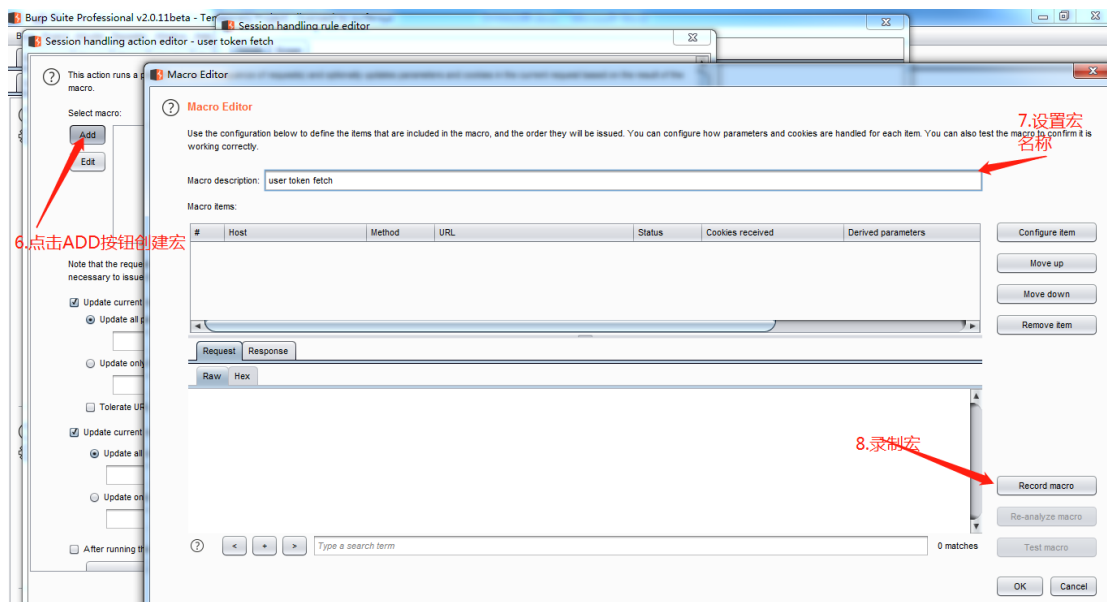 Burp Suite Professional v2.0.11beta - Ter
Session handling rule editor
Session handling action editor - user token fetch
This action runs a p
macro.
Macro Editor
Select macro:
Add
Edit
Macro Editor
Use the configuration below to define the items that are included in the macro, and the order they will be issued. You can configure how parameters and cookies are handled for each item. You can also test the macro to confirm it is
working correctly.
7.设置宏
名称
Macro description: user token fetch
Macro items:
# Host Method URL Status Cookies received Derived parameters
Configure item
Move up
Move down
Remove item
6.点击ADD按钮创建宏
Note that the reque
necessary to issue
Update current
Update all p
Update only
Tolerate UR
Update current
Update all
Update on
After running th
Request Response
Raw Hex
8.录制宏
Record macro
Re-analyze macro
Test macro
< + > Type a search term 0 matches
OK Cancel